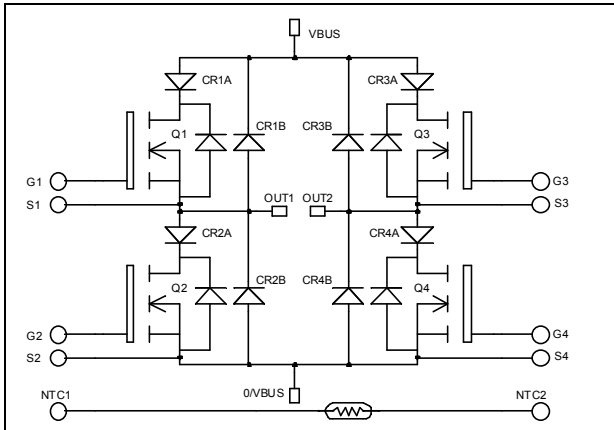 VBUS
CR1A CR3A
CR1B CR3B
Q1 Q3
G1 G3
S1 OUT1 OUT2 S3
CR2A CR4A
CR2B CR4B
Q2 Q4
G2 G4
S2 S4
NTC1 0/VBUS NTC2